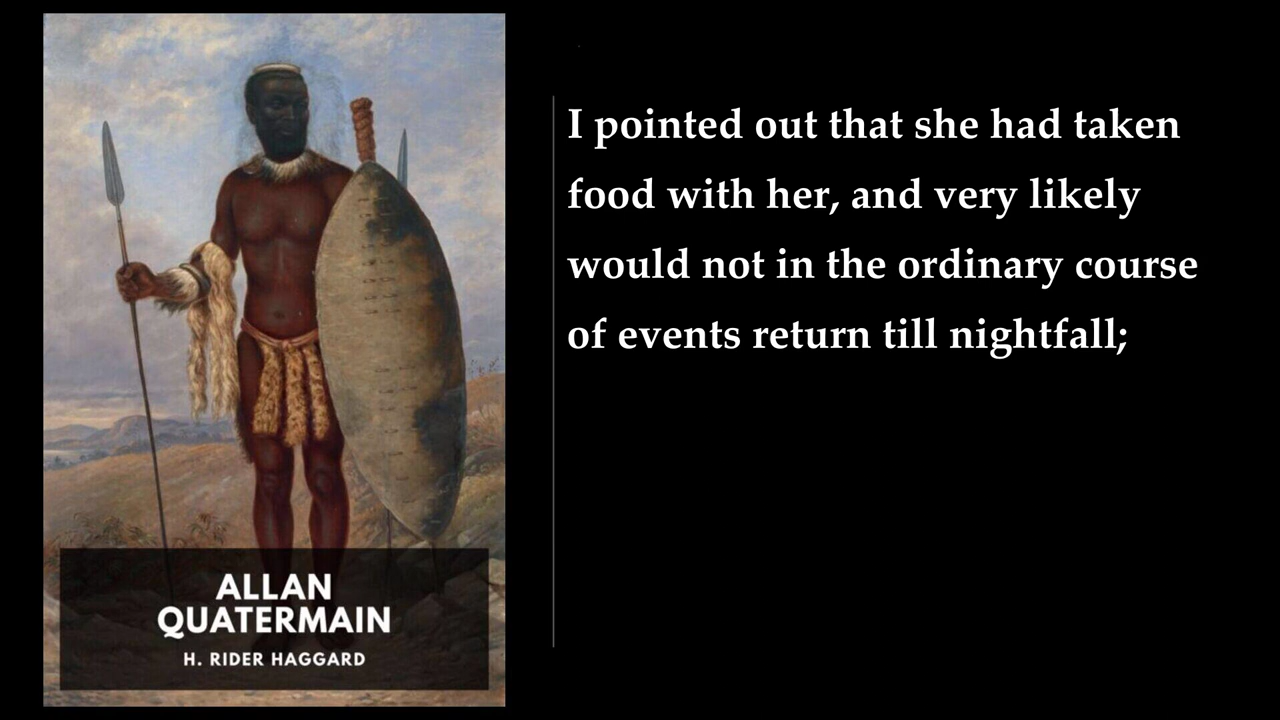 ALLAN
QUATERMAIN
H. RIDER HAGGARD
I pointed out that she had taken
food with her, and very likely
would not in the ordinary course
of events return till nightfall;